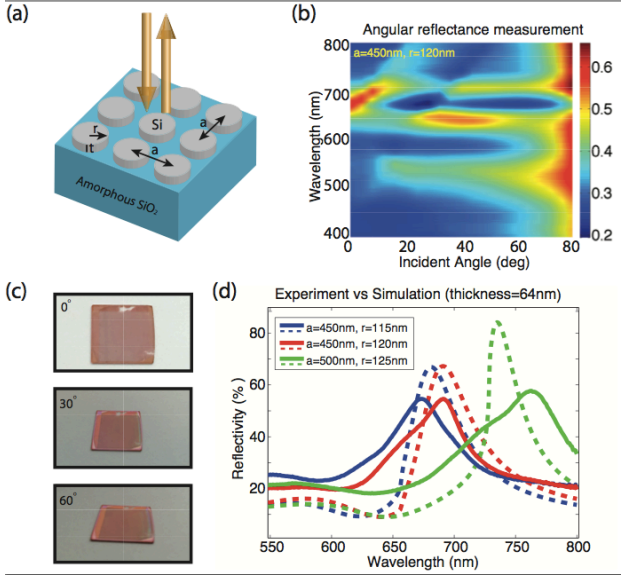 (a)
r
t
Si
a
a
Amorphous SiO₂
(b)
Angular reflectance measurement
a=450nm, r=120nm
Wavelength (nm)
800
700
600
500
400
0
20
40
60
80
Incident Angle (deg)
0.6
0.5
0.4
0.3
0.2
(c)
0°
30°
60°
(d)
Experiment vs Simulation (thickness=64nm)
a=450nm, r=115nm
a=450nm, r=120nm
a=500nm, r=125nm
Reflectivity (%)
80
60
40
20
550
600
650
700
750
800
Wavelength (nm)